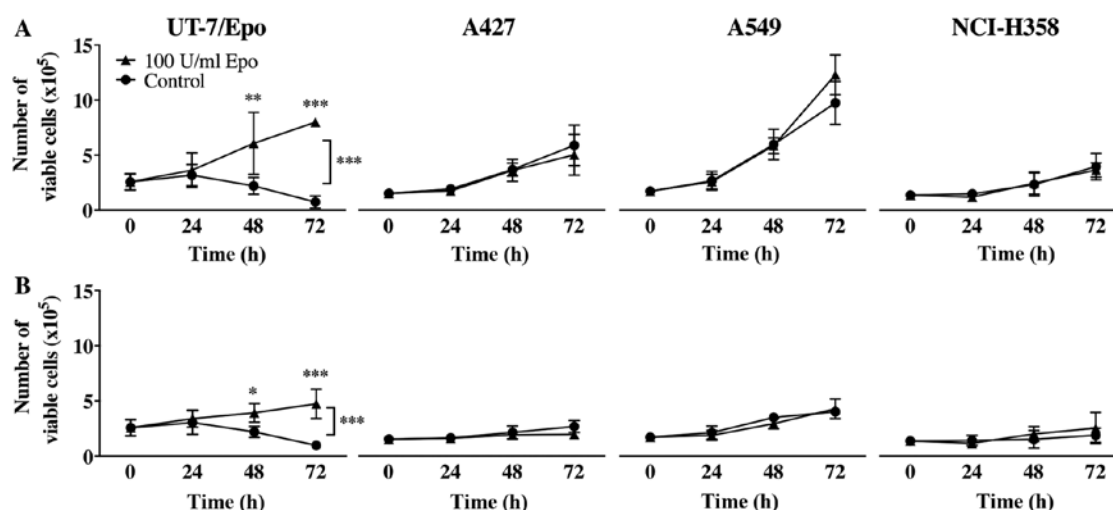 A
UT-7/Epo
A427
A549
NCI-H358
Number of
viable cells (x10⁵)
15
10
5
0
100 U/ml Epo
Control
**
***
***
0 24 48 72
0 24 48 72
0 24 48 72
0 24 48 72
Time (h)
Time (h)
Time (h)
Time (h)
B
Number of
viable cells (x10⁵)
15
10
5
0
*
***
***
0 24 48 72
0 24 48 72
0 24 48 72
0 24 48 72
Time (h)
Time (h)
Time (h)
Time (h)